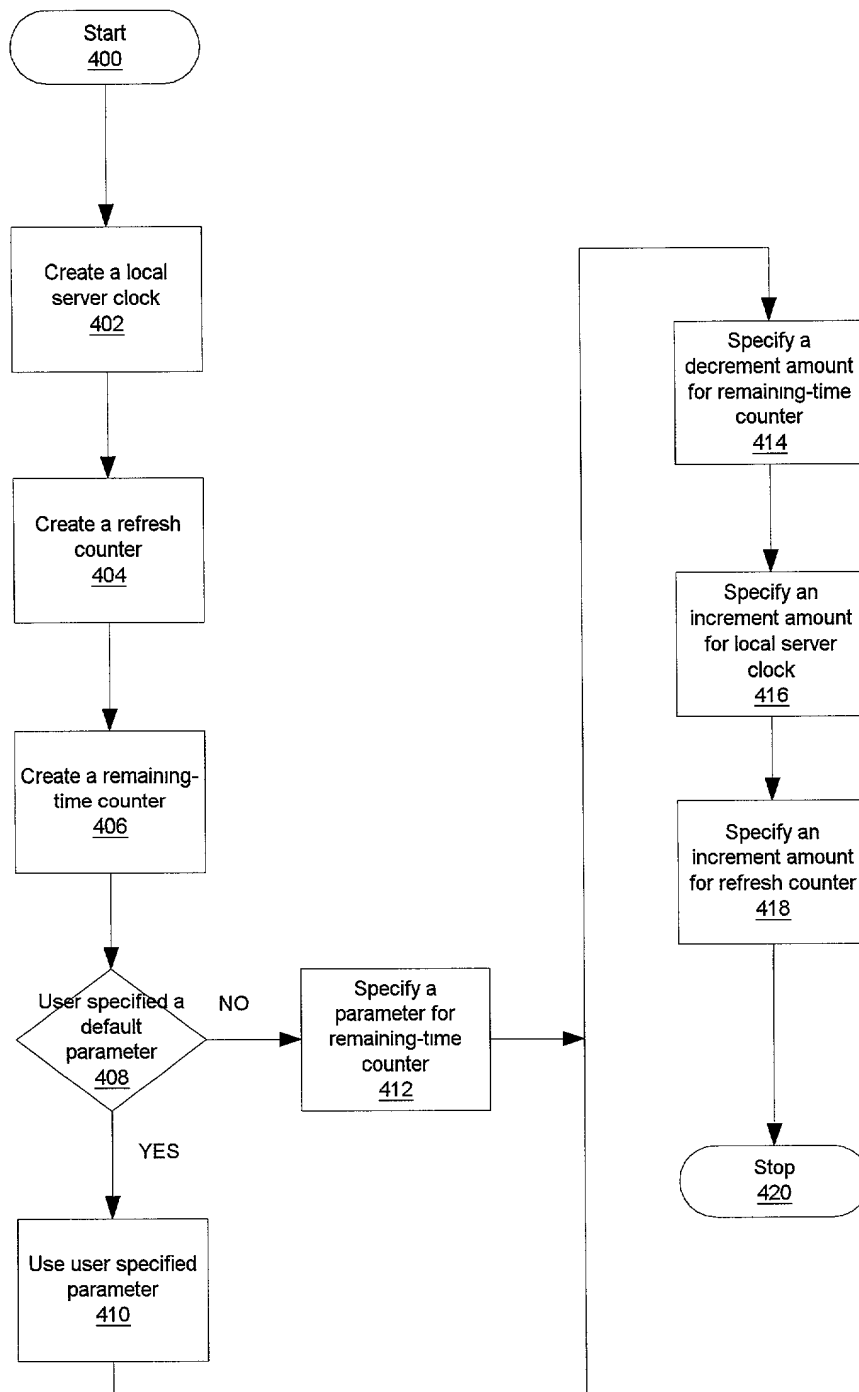 Start
400
Create a local
server clock
402
Create a refresh
counter
404
Create a remaining-
time counter
406
User specified a
default
parameter
408
NO
YES
Specify a
parameter for
remaining-time
counter
412
Use user specified
parameter
410
Specify a
decrement amount
for remaining-time
counter
414
Specify an
increment amount
for local server
clock
416
Specify an
increment amount
for refresh counter
418
Stop
420